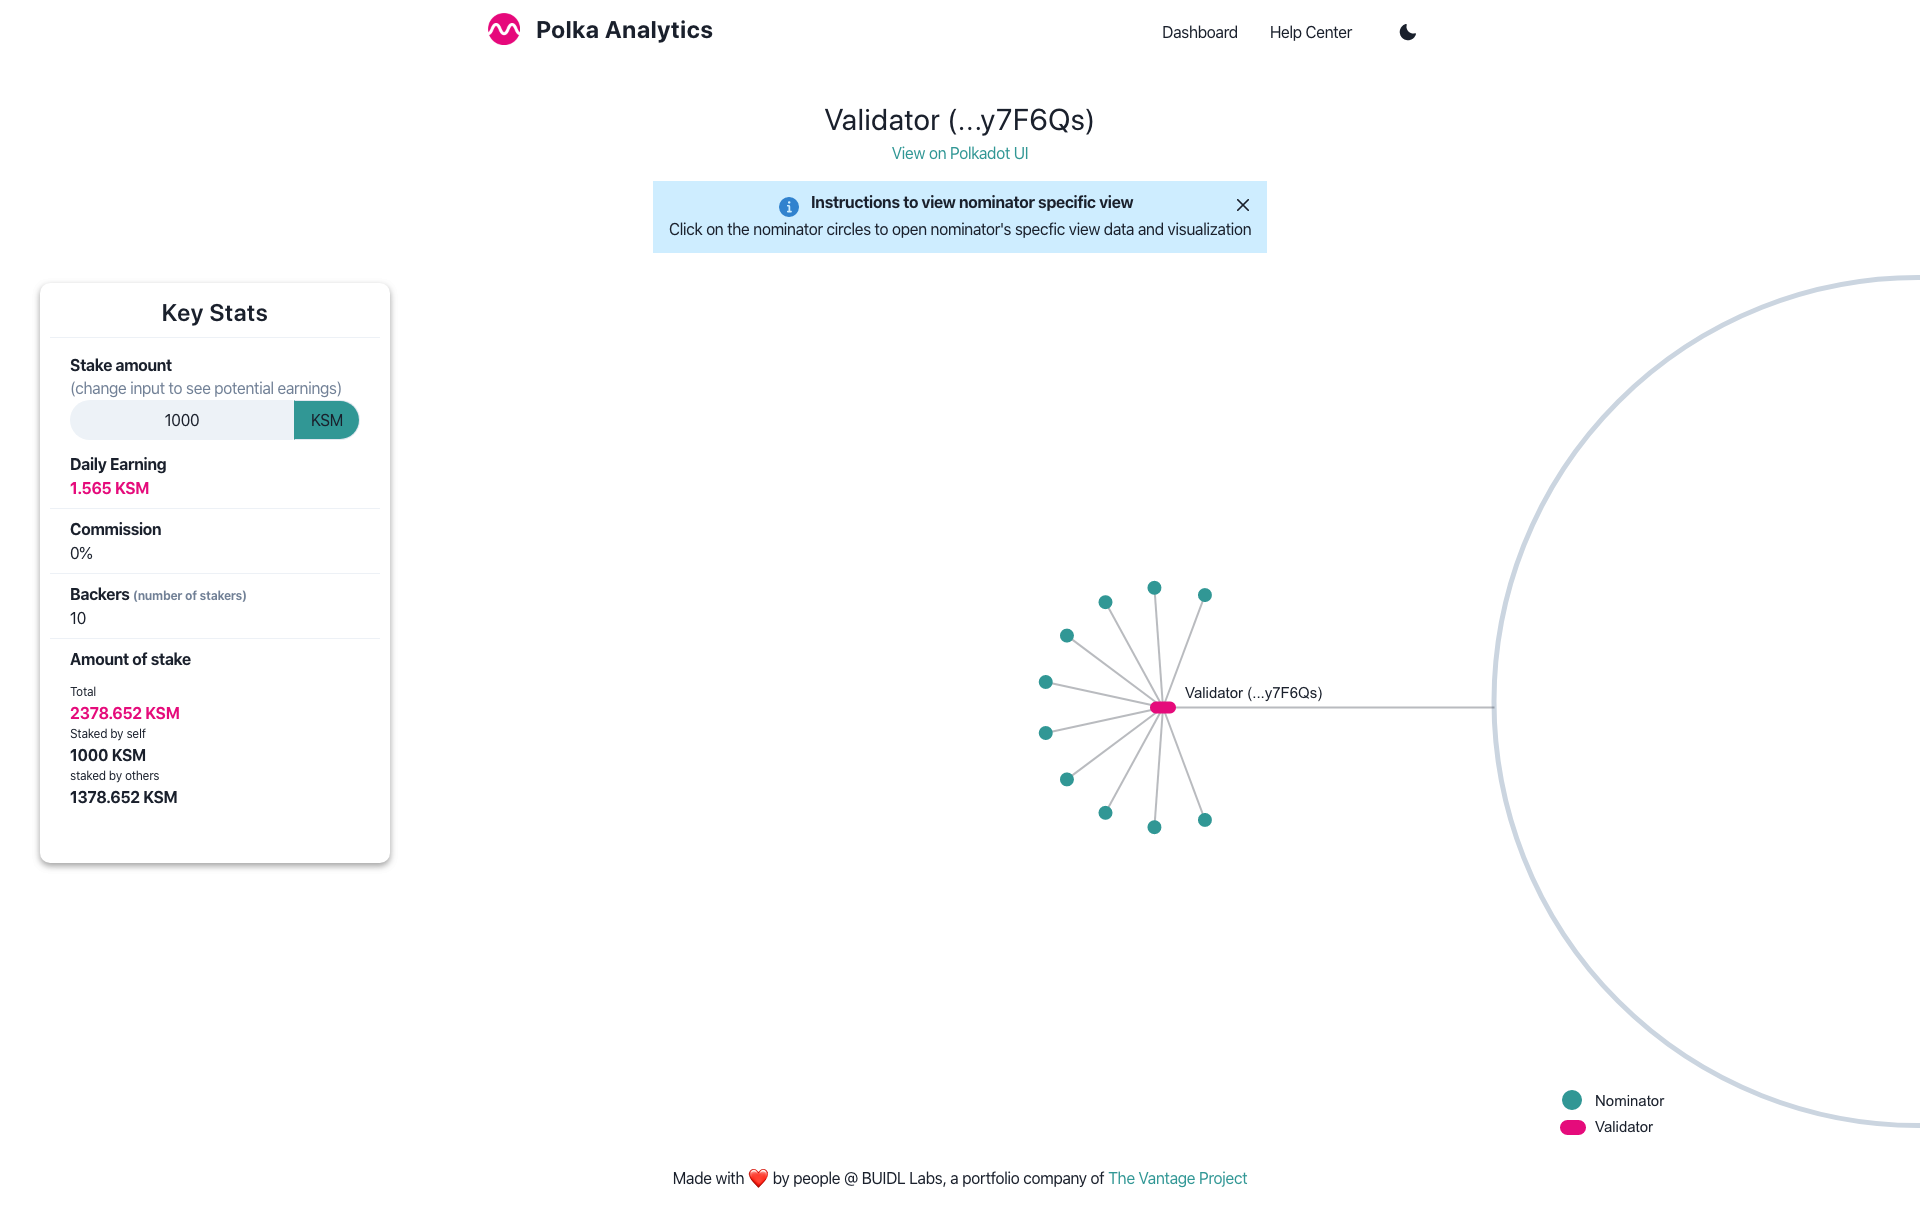 Polka Analytics
Dashboard
Help Center
Validator (...y7F6Qs)
View on Polkadot UI
Instructions to view nominator specific view
Click on the nominator circles to open nominator's specfic view data and visualization
Key Stats
Stake amount
(change input to see potential earnings)
1000 KSM
Daily Earning
1.565 KSM
Commission
0%
Backers (number of stakers)
10
Amount of stake
Total
2378.652 KSM
Staked by self
1000 KSM
staked by others
1378.652 KSM
Validator (...y7F6Qs)
Nominator
Validator
Made with ❤️ by people @ BUIDL Labs, a portfolio company of The Vantage Project